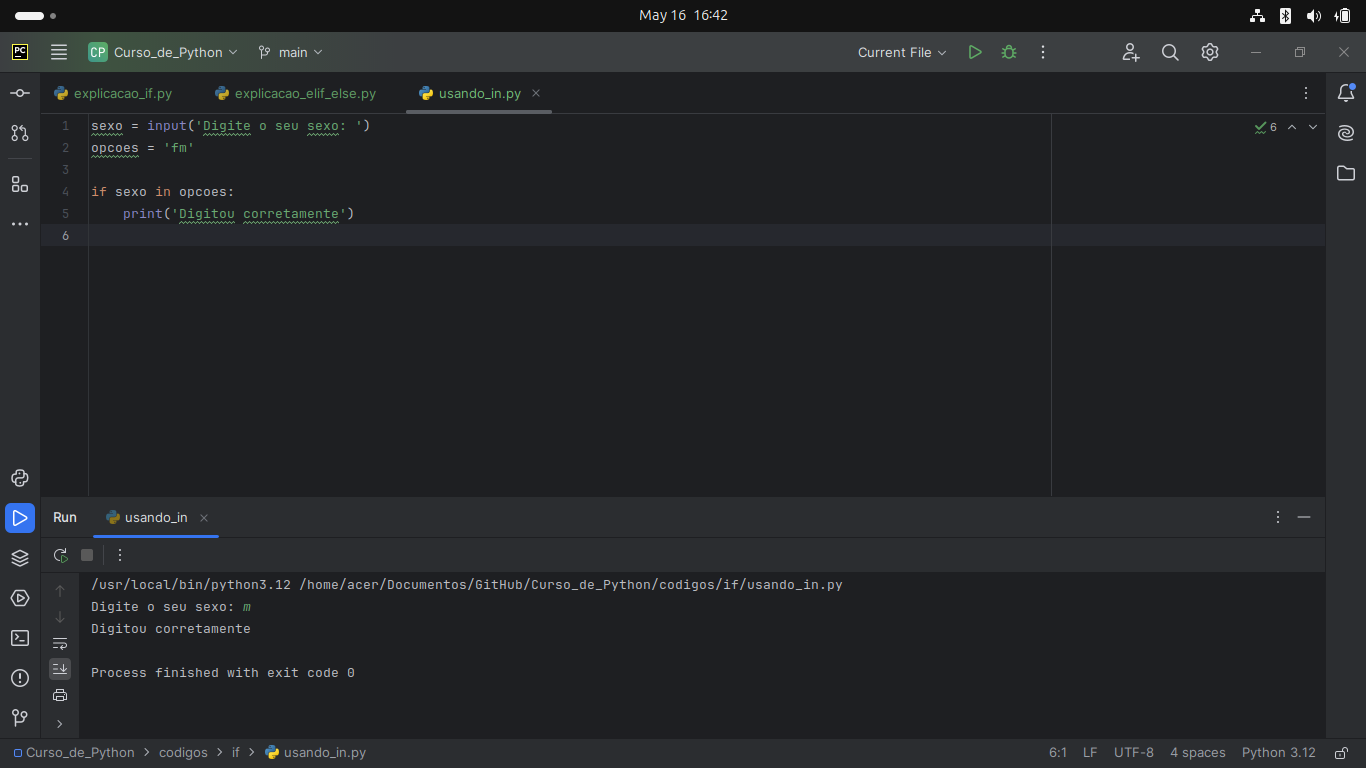 May 16 16:42
PC
CP Curso_de_Python main Current File
explicacao_if.py explicacao_elif_else.py usando_in.py
1 sexo = input('Digite o seu sexo: ') 6
2 opcoes = 'fm'
3
4 if sexo in opcoes:
5 print('Digitou corretamente')
6
Run usando_in
/usr/local/bin/python3.12 /home/acer/Documentos/GitHub/Curso_de_Python/codigos/if/usando_in.py
Digite o seu sexo: m
Digitou corretamente
Process finished with exit code 0
Curso_de_Python > codigos > if > usando_in.py 6:1 LF UTF-8 4 spaces Python 3.12